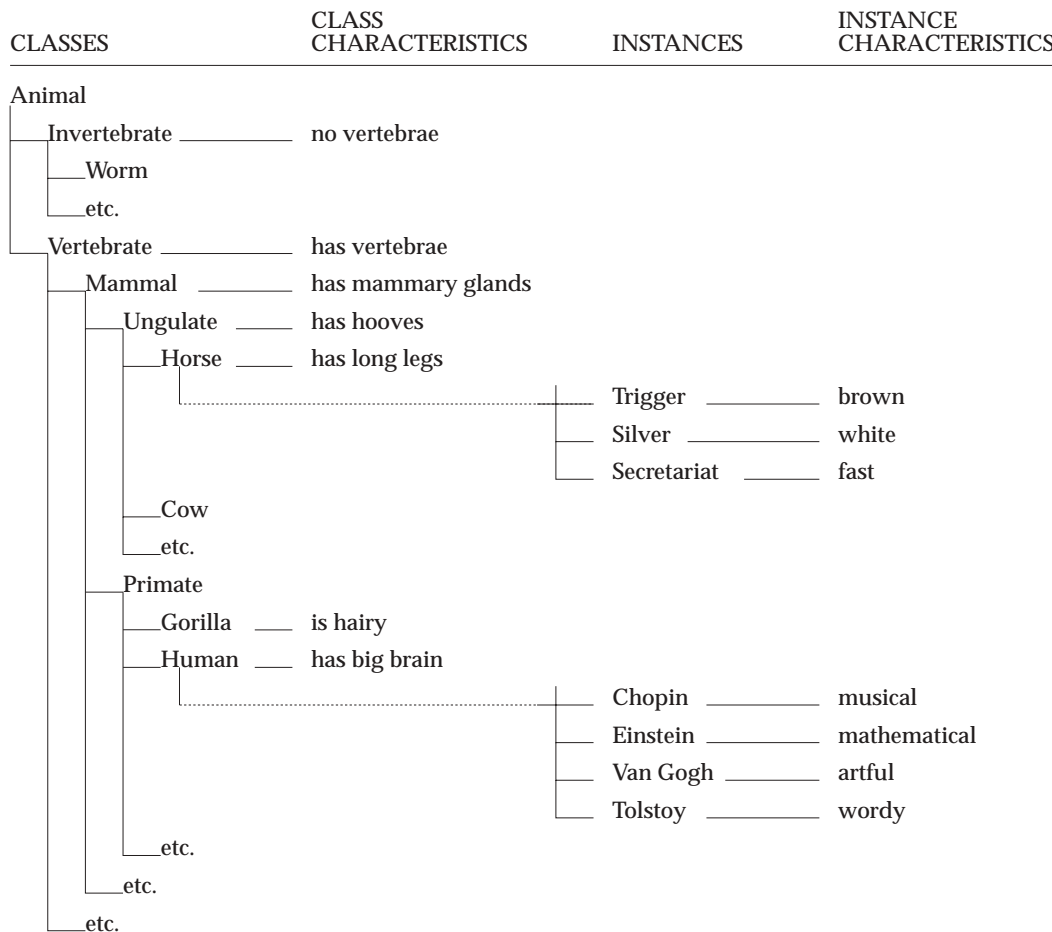 CLASSES CLASS CHARACTERISTICS INSTANCES INSTANCE CHARACTERISTICS
Animal
Invertebrate no vertebrae
Worm
etc.
Vertebrate has vertebrae
Mammal has mammary glands
Ungulate has hooves
Horse has long legs
Trigger brown
Silver white
Secretariat fast
Cow
etc.
Primate
Gorilla is hairy
Human has big brain
Chopin musical
Einstein mathematical
Van Gogh artful
Tolstoy wordy
etc.
etc.
etc.